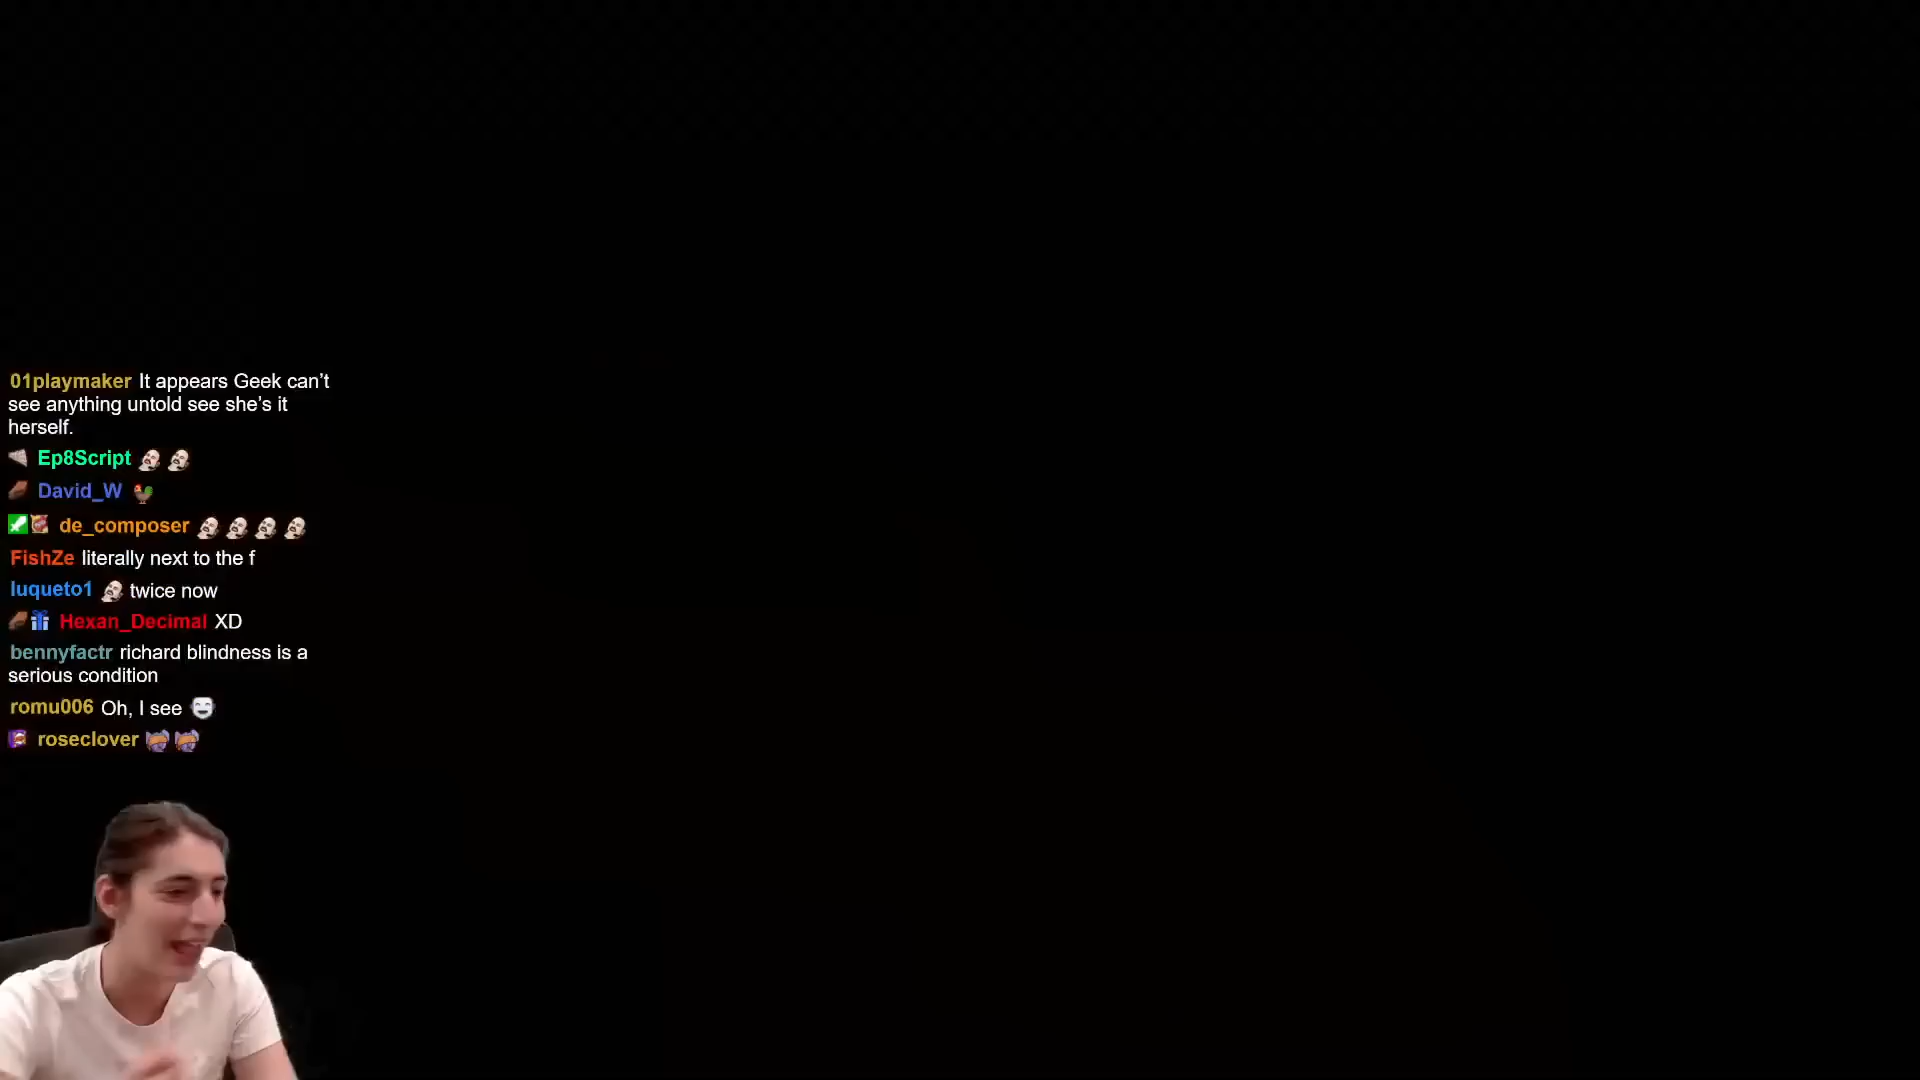 01playmaker It appears Geek can’t
see anything untold see she’s it
herself.
Ep8Script
David_W
de_composer
FishZe literally next to the f
luqueto1 twice now
Hexan_Decimal XD
bennyfactr richard blindness is a
serious condition
romu006 Oh, I see
roseclover